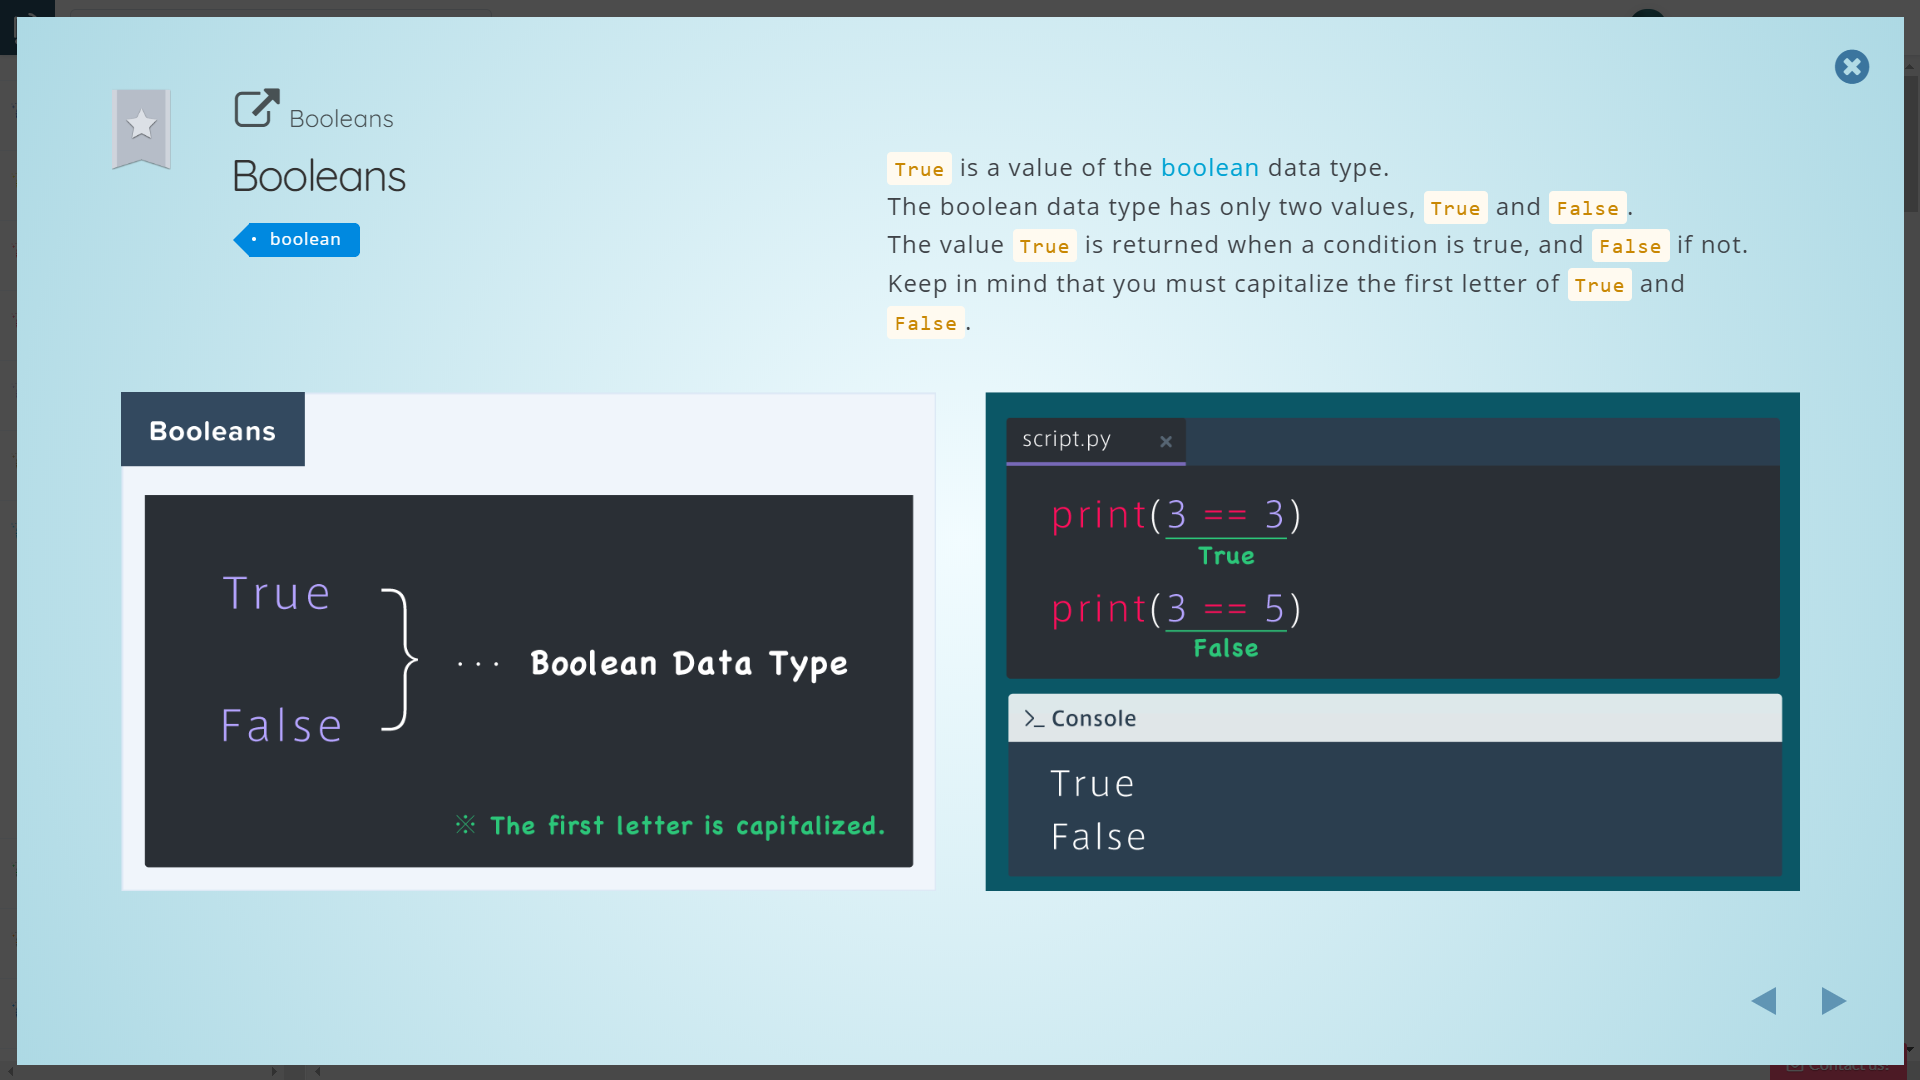 Booleans
Booleans
boolean
True is a value of the boolean data type.
The boolean data type has only two values, True and False.
The value True is returned when a condition is true, and False if not.
Keep in mind that you must capitalize the first letter of True and
False.
Booleans
True
False
... Boolean Data Type
※ The first letter is capitalized.
script.py
print(3 == 3)
True
print(3 == 5)
False
>_ Console
True
False
Contact us!